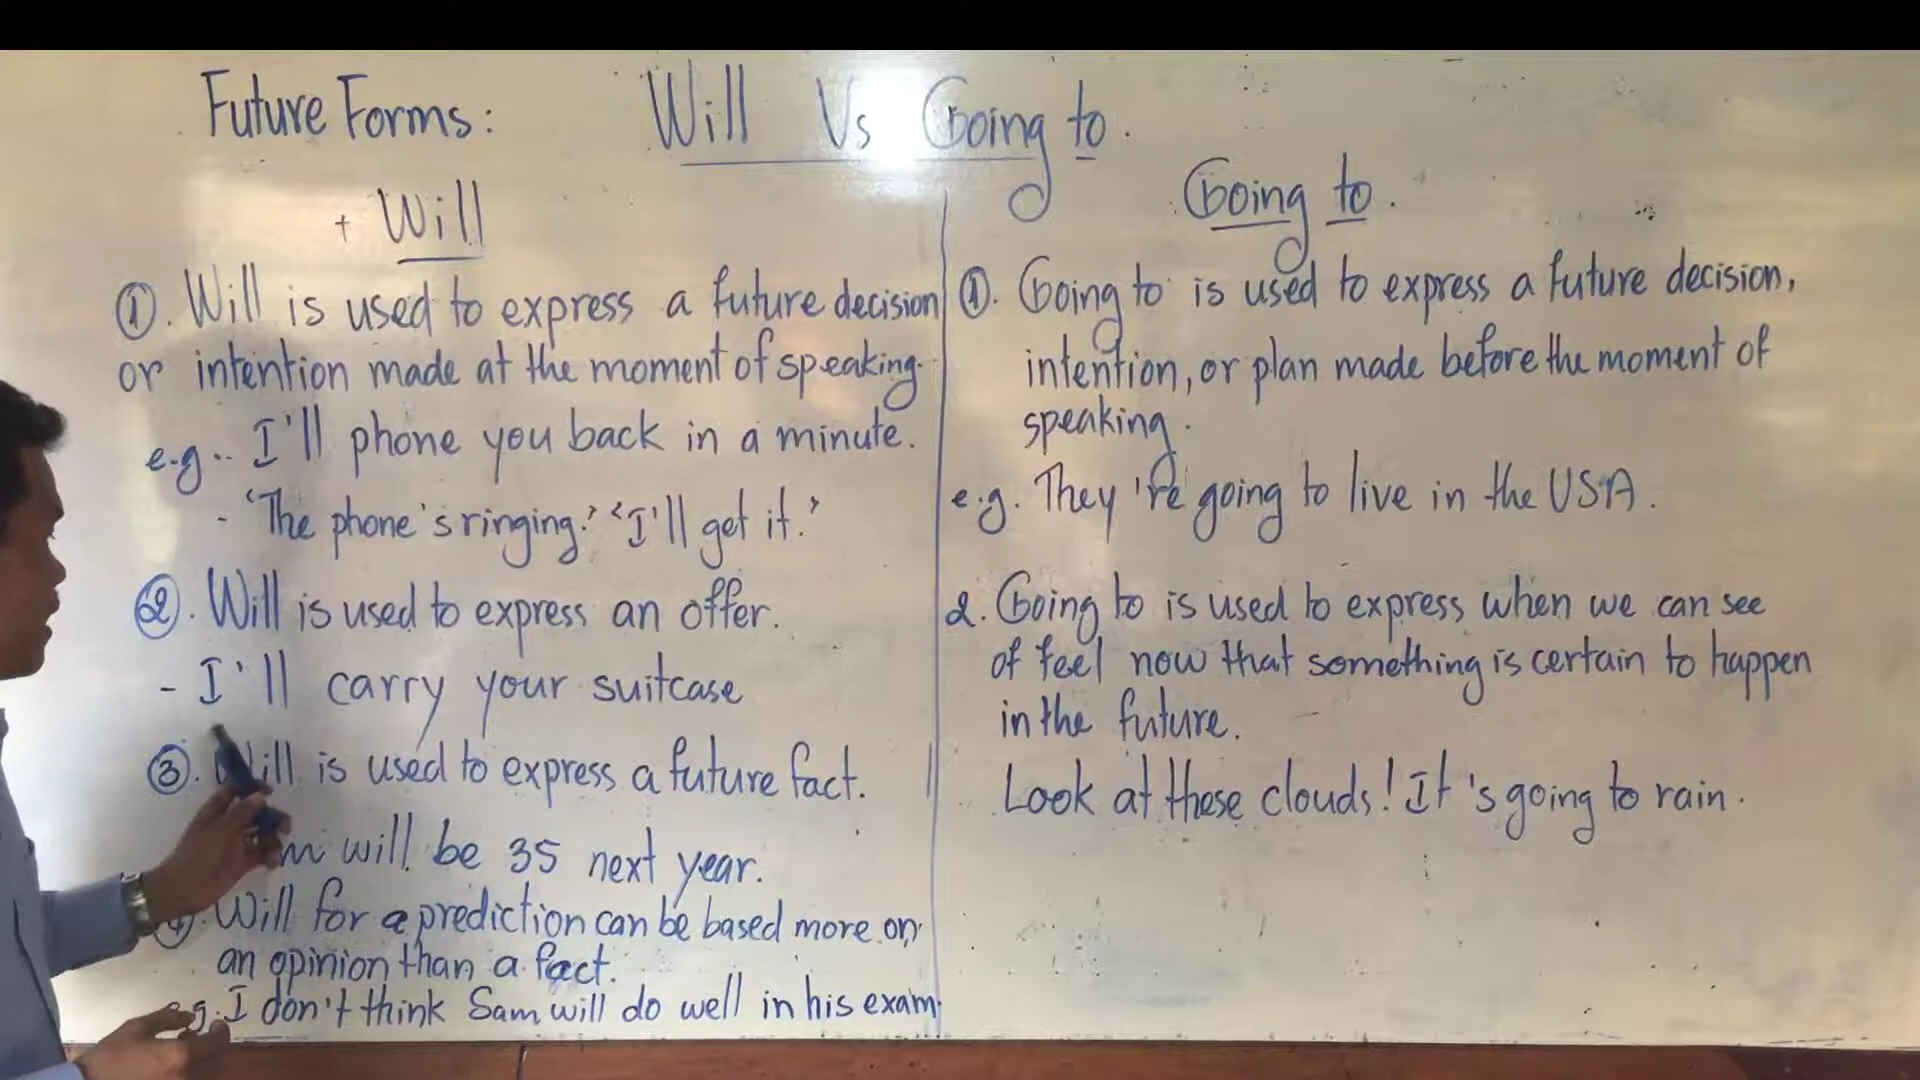 Future Forms: Will Vs Going to.
+ Will
①. Will is used to express a future decision
or intention made at the moment of speaking.
e.g.. I'll phone you back in a minute.
- 'The phone's ringing.' 'I'll get it.'
②. Will is used to express an offer.
- I'll carry your suitcase
③. Will is used to express a future fact.
will be 35 next year.
Will for a prediction can be based more on
an opinion than a fact.
e.g. I don't think Sam will do well in his exam.
Going to.
①. Going to is used to express a future decision,
intention, or plan made before the moment of
speaking.
e.g. They're going to live in the USA.
2. Going to is used to express when we can see
of feel now that something is certain to happen
in the future.
Look at these clouds! It's going to rain.